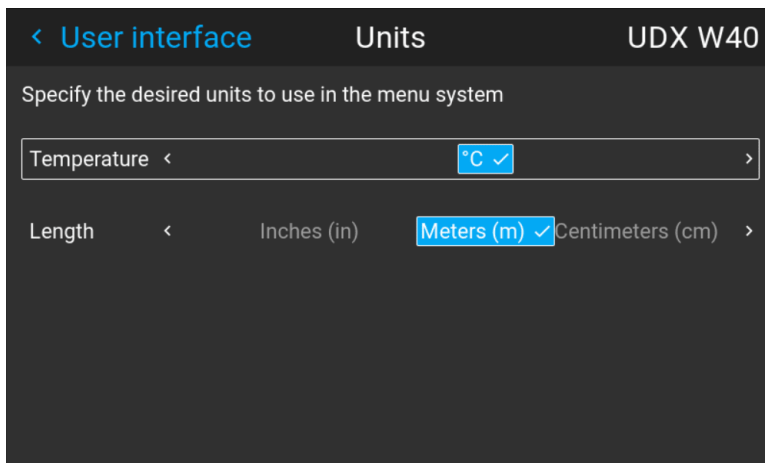 < User interface Units UDX W40
Specify the desired units to use in the menu system
Temperature < °C ✓ >
Length < Inches (in) Meters (m) ✓ Centimeters (cm) >